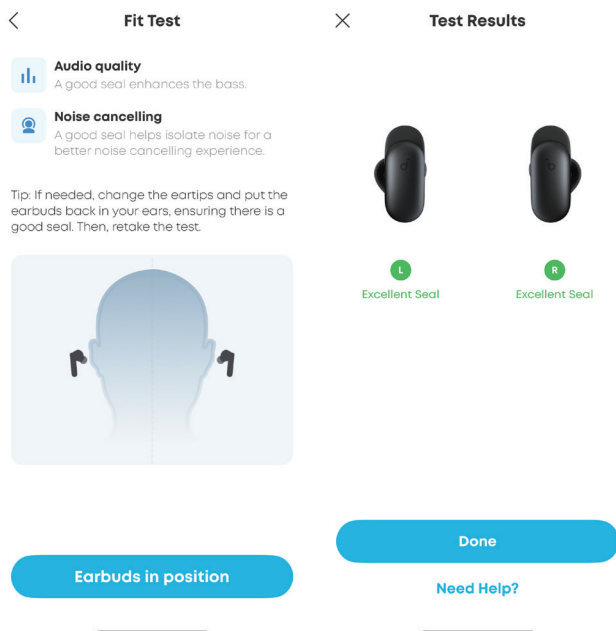 Fit Test
Audio quality
A good seal enhances the bass.
Noise cancelling
A good seal helps isolate noise for a
better noise cancelling experience.
Tip: If needed, change the eartips and put the
earbuds back in your ears, ensuring there is a
good seal. Then, retake the test.
Earbuds in position
Test Results
L
R
Excellent Seal
Excellent Seal
Done
Need Help?